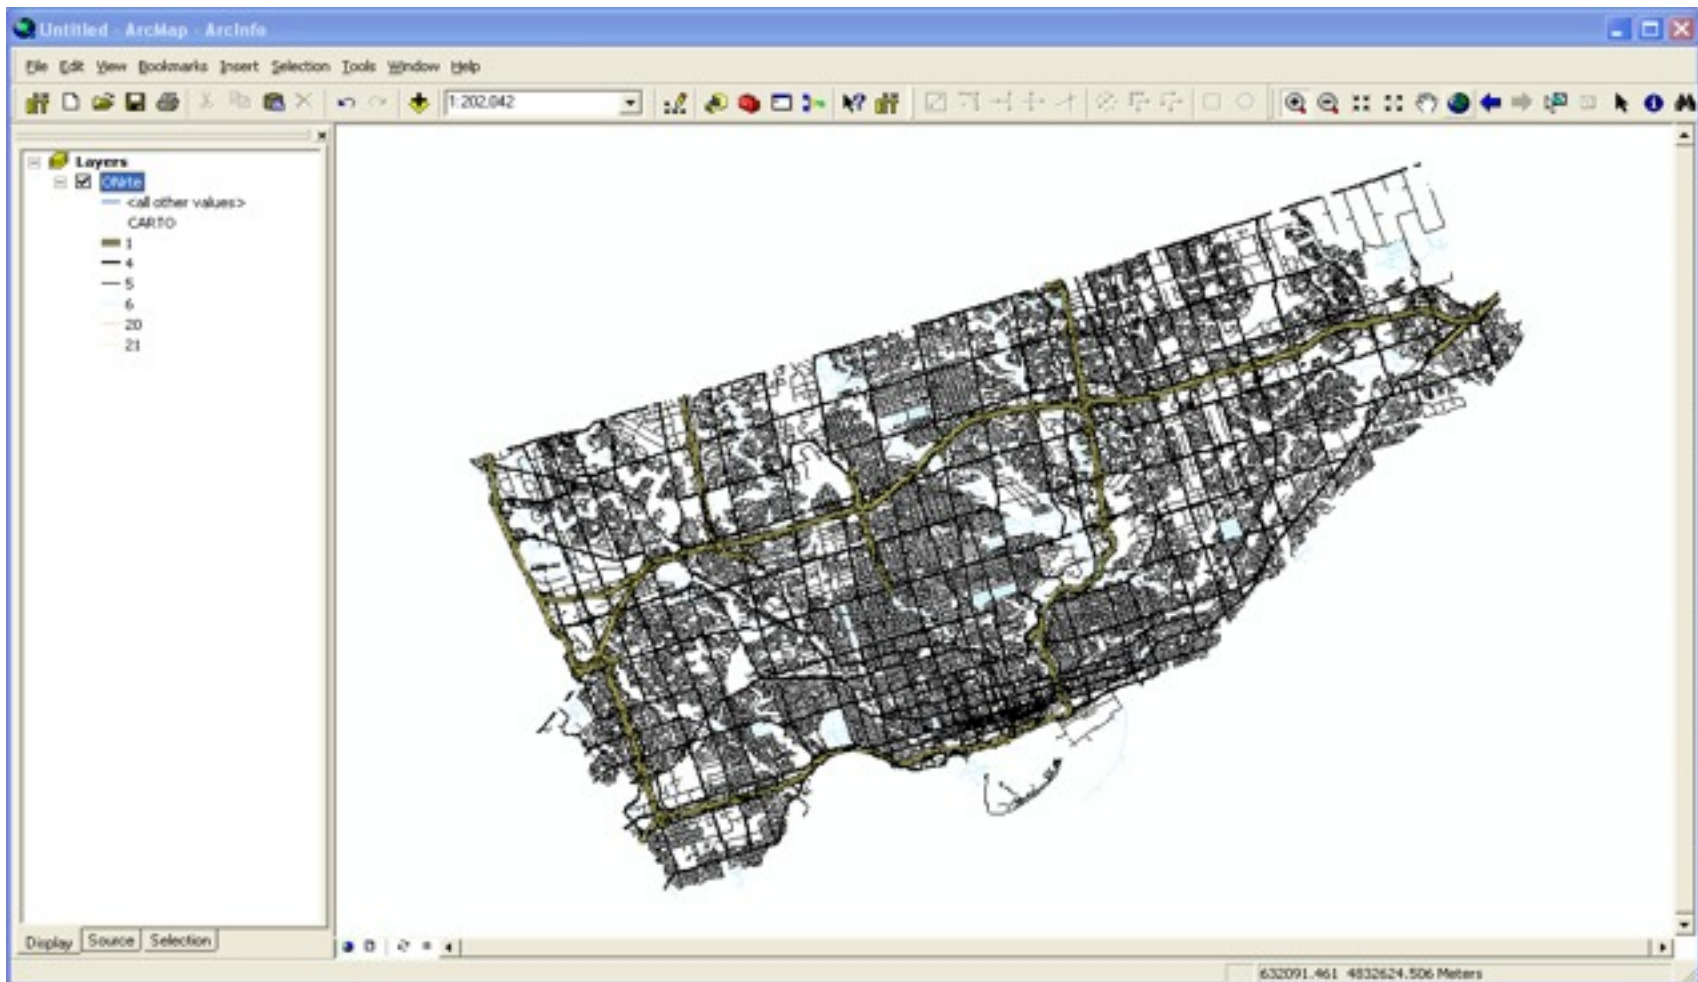 Untitled - ArcMap - ArcInfo
File Edit View Bookmarks Insert Selection Tools Window Help
1:202,042
Layers
ONrte
<all other values>
CARTO
1
4
5
6
20
21
Display Source Selection
632091.461 4832624.506 Meters